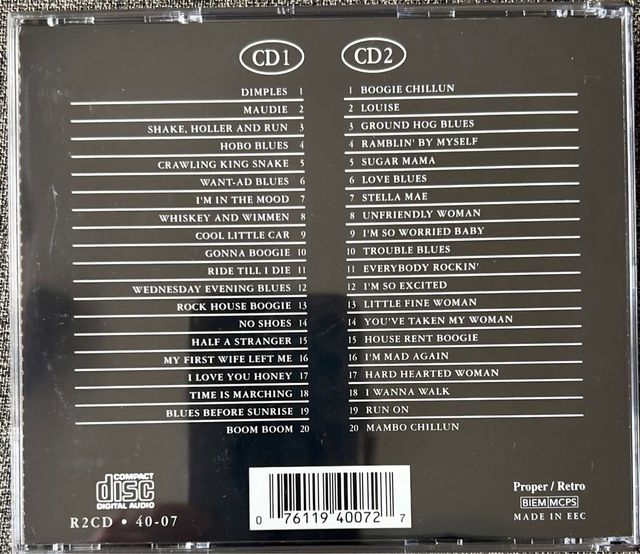 CD1
DIMPLES 1
MAUDIE 2
SHAKE, HOLLER AND RUN 3
HOBO BLUES 4
CRAWLING KING SNAKE 5
WANT-AD BLUES 6
I'M IN THE MOOD 7
WHISKEY AND WIMMEN 8
COOL LITTLE CAR 9
GONNA BOOGIE 10
RIDE TILL I DIE 11
WEDNESDAY EVENING BLUES 12
ROCK HOUSE BOOGIE 13
NO SHOES 14
HALF A STRANGER 15
MY FIRST WIFE LEFT ME 16
I LOVE YOU HONEY 17
TIME IS MARCHING 18
BLUES BEFORE SUNRISE 19
BOOM BOOM 20
CD2
1 BOOGIE CHILLUN
2 LOUISE
3 GROUND HOG BLUES
4 RAMBLIN' BY MYSELF
5 SUGAR MAMA
6 LOVE BLUES
7 STELLA MAE
8 UNFRIENDLY WOMAN
9 I'M SO WORRIED BABY
10 TROUBLE BLUES
11 EVERYBODY ROCKIN'
12 I'M SO EXCITED
13 LITTLE FINE WOMAN
14 YOU'VE TAKEN MY WOMAN
15 HOUSE RENT BOOGIE
16 I'M MAD AGAIN
17 HARD HEARTED WOMAN
18 I WANNA WALK
19 RUN ON
20 MAMBO CHILLUN
COMPACT
disc
DIGITAL AUDIO
R2CD • 40-07
0 76119 40072 7
Proper / Retro
BIEM MCPS
MADE IN EEC